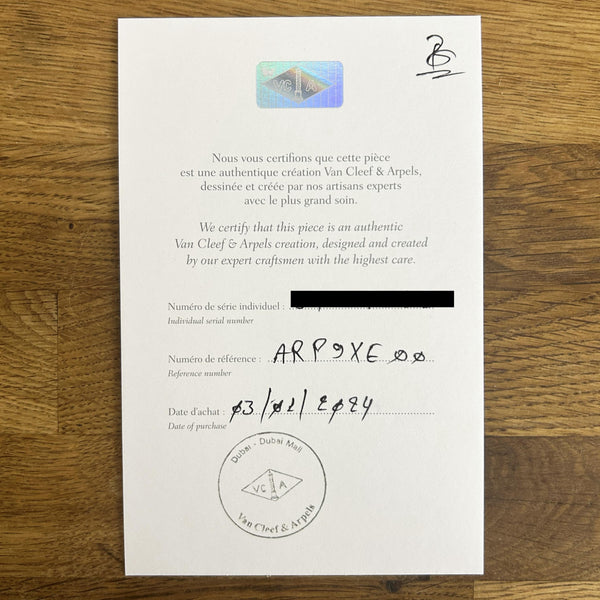 VC A
Nous vous certifions que cette pièce
est une authentique création Van Cleef & Arpels,
dessinée et créée par nos artisans experts
avec le plus grand soin.
We certify that this piece is an authentic
Van Cleef & Arpels creation, designed and created
by our expert craftsmen with the highest care.
Numéro de série individuel :
Individual serial number
Numéro de référence : ARP9XE00
Reference number
Date d'achat : 03/02/2024
Date of purchase
Dubai - Dubai Mall
VC A
Van Cleef & Arpels